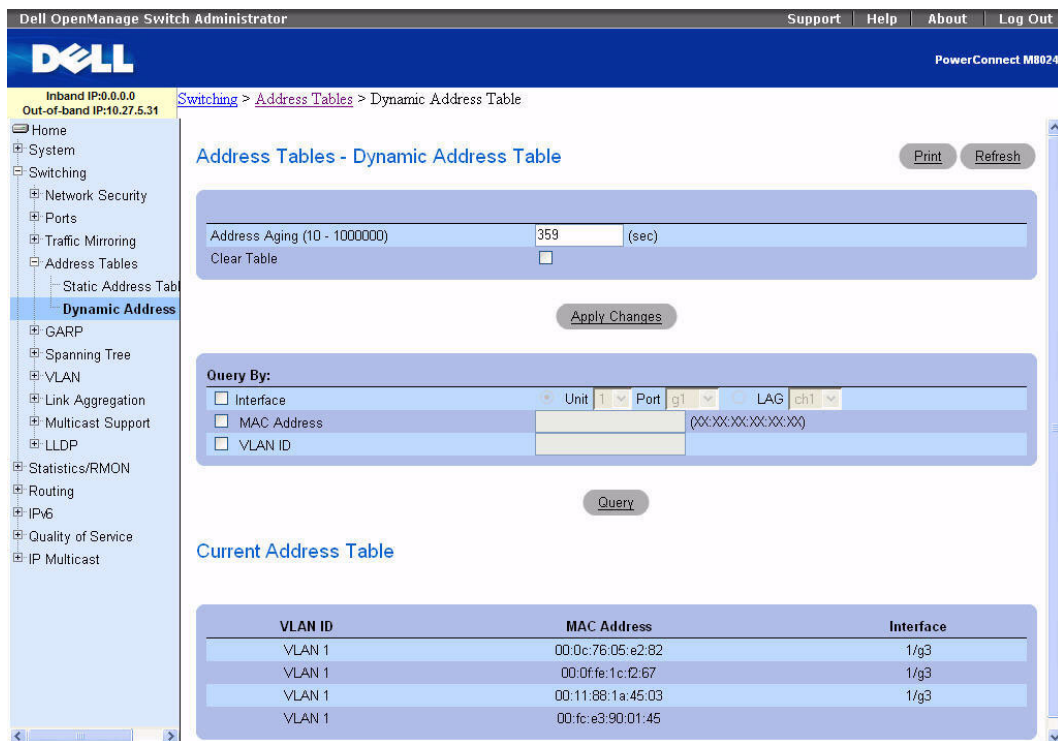 Dell OpenManage Switch Administrator
Support Help About Log Out
DELL
PowerConnect M8024
Inband IP:0.0.0.0
Out-of-band IP:10.27.5.31
Switching > Address Tables > Dynamic Address Table
Home
System
Switching
Network Security
Ports
Traffic Mirroring
Address Tables
Static Address Tabl
Dynamic Address
GARP
Spanning Tree
VLAN
Link Aggregation
Multicast Support
LLDP
Statistics/RMON
Routing
IPv6
Quality of Service
IP Multicast
Address Tables - Dynamic Address Table
Print Refresh
Address Aging (10 - 1000000) 359 (sec)
Clear Table
Apply Changes
Query By:
Interface Unit 1 Port g1 LAG ch1
MAC Address (XX:XX:XX:XX:XX:XX)
VLAN ID
Query
Current Address Table
VLAN ID MAC Address Interface
VLAN 1 00:0c:76:05:e2:82 1/g3
VLAN 1 00:0f:fe:1c:f2:67 1/g3
VLAN 1 00:11:88:1a:45:03 1/g3
VLAN 1 00:fc:e3:90:01:45